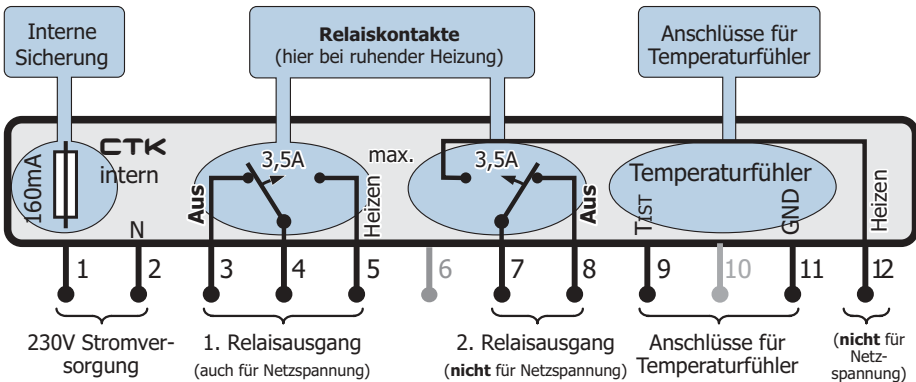 Interne
Sicherung
Relaiskontakte
(hier bei ruhender Heizung)
Anschlüsse für
Temperaturfühler
160mA
CTK
intern
N
Aus
3,5A
Heizen
max.
3,5A
Aus
Temperaturfühler
TIST
GND
Heizen
1 2 3 4 5 6 7 8 9 10 11 12
230V Stromver-
sorgung
1. Relaisausgang
(auch für Netzspannung)
2. Relaisausgang
(nicht für Netzspannung)
Anschlüsse für
Temperaturfühler
(nicht für
Netz-
spannung)